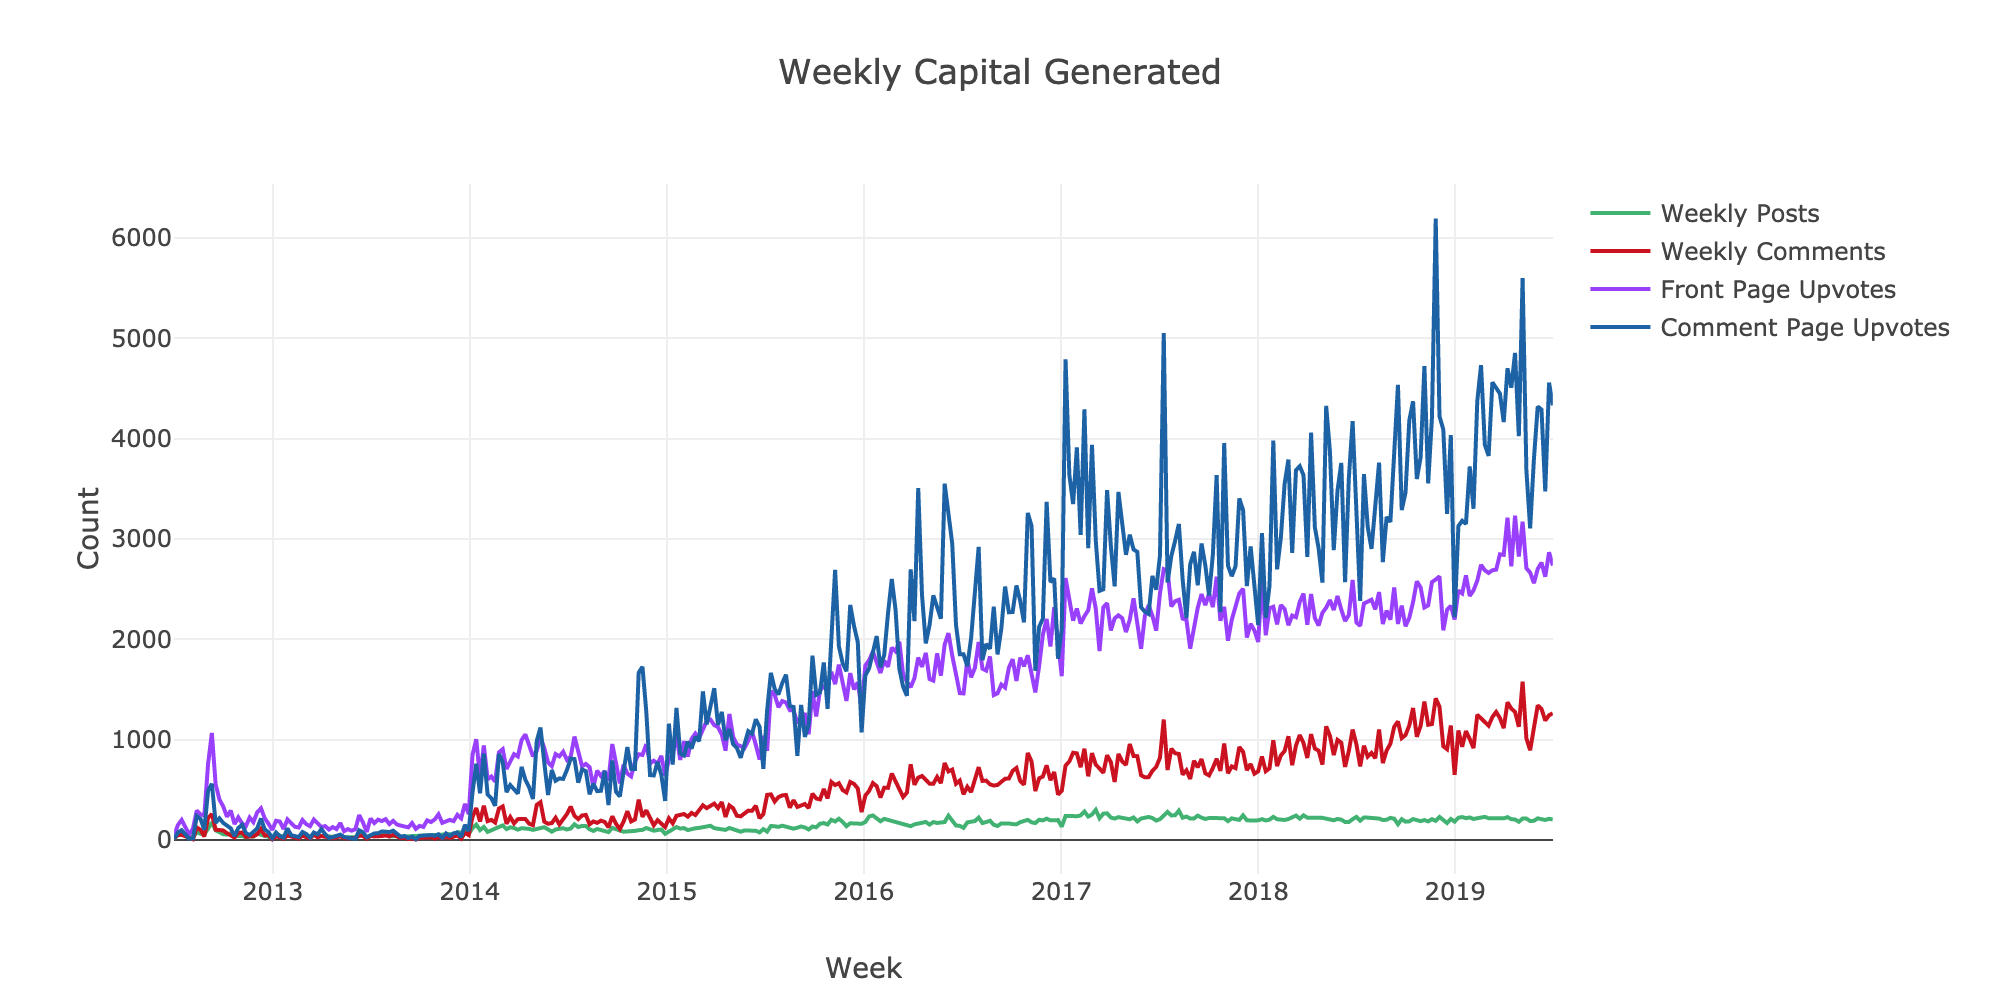 Weekly Capital Generated
Weekly Posts
Weekly Comments
Front Page Upvotes
Comment Page Upvotes
6000
5000
4000
3000
2000
1000
0
Count
2013 2014 2015 2016 2017 2018 2019
Week